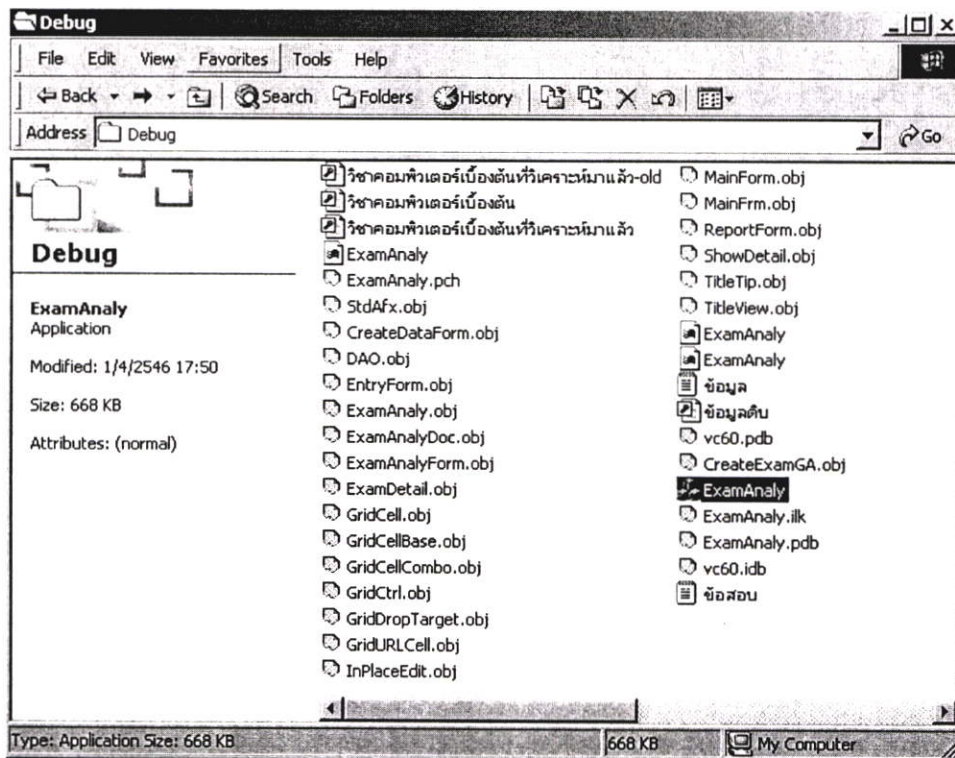 Debug
File Edit View Favorites Tools Help
Back Search Folders History
Address Debug Go
Debug
ExamAnaly
Application
Modified: 1/4/2546 17:50
Size: 668 KB
Attributes: (normal)
วิชาคอมพิวเตอร์เบื้องต้นที่วิเคราะห์มาแล้ว-old
วิชาคอมพิวเตอร์เบื้องต้น
วิชาคอมพิวเตอร์เบื้องต้นที่วิเคราะห์มาแล้ว
ExamAnaly
ExamAnaly.pch
StdAfx.obj
CreateDataForm.obj
DAO.obj
EntryForm.obj
ExamAnaly.obj
ExamAnalyDoc.obj
ExamAnalyForm.obj
ExamDetail.obj
GridCell.obj
GridCellBase.obj
GridCellCombo.obj
GridCtrl.obj
GridDropTarget.obj
GridURLCell.obj
InPlaceEdit.obj
MainForm.obj
MainFrm.obj
ReportForm.obj
ShowDetail.obj
TitleTip.obj
TitleView.obj
ExamAnaly
ExamAnaly
ข้อมูล
ข้อมูลดิบ
vc60.pdb
CreateExamGA.obj
ExamAnaly
ExamAnaly.ilk
ExamAnaly.pdb
vc60.idb
ข้อสอบ
Type: Application Size: 668 KB 668 KB My Computer